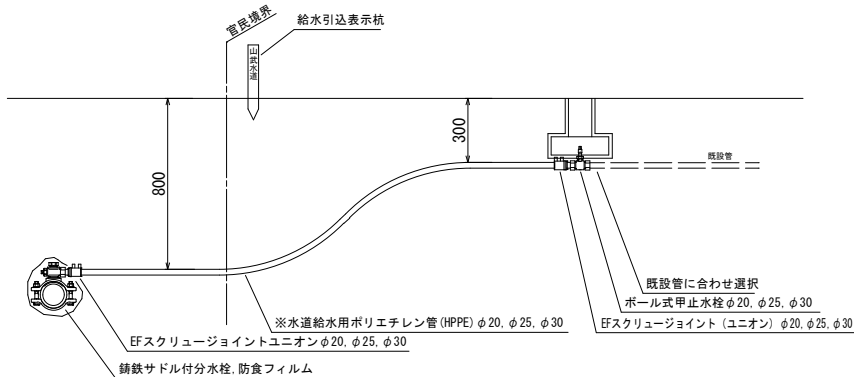 官民境界
給水引込表示杭
山武水道
300
800
既設管
既設管に合わせ選択
ボール式甲止水栓φ20, φ25, φ30
※水道給水用ポリエチレン管(HPPE)φ20, φ25, φ30
EFスクリュージョイント (ユニオン) φ20, φ25, φ30
EFスクリュージョイントユニオンφ20, φ25, φ30
鋳鉄サドル付分水栓, 防食フィルム